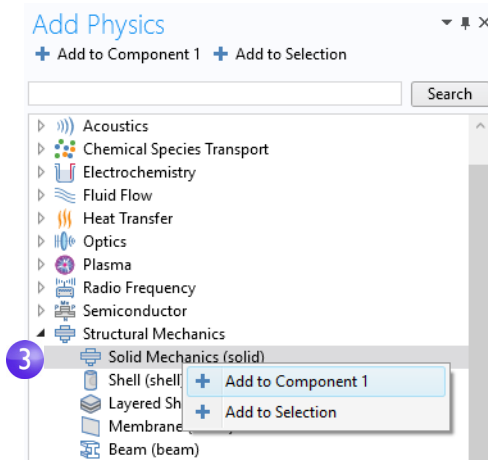 Add Physics
Add to Component 1 Add to Selection
Search
Acoustics
Chemical Species Transport
Electrochemistry
Fluid Flow
Heat Transfer
Optics
Plasma
Radio Frequency
Semiconductor
Structural Mechanics
3 Solid Mechanics (solid)
Shell (shell
Add to Component 1
Layered Sh
Add to Selection
Membrane
Beam (beam)